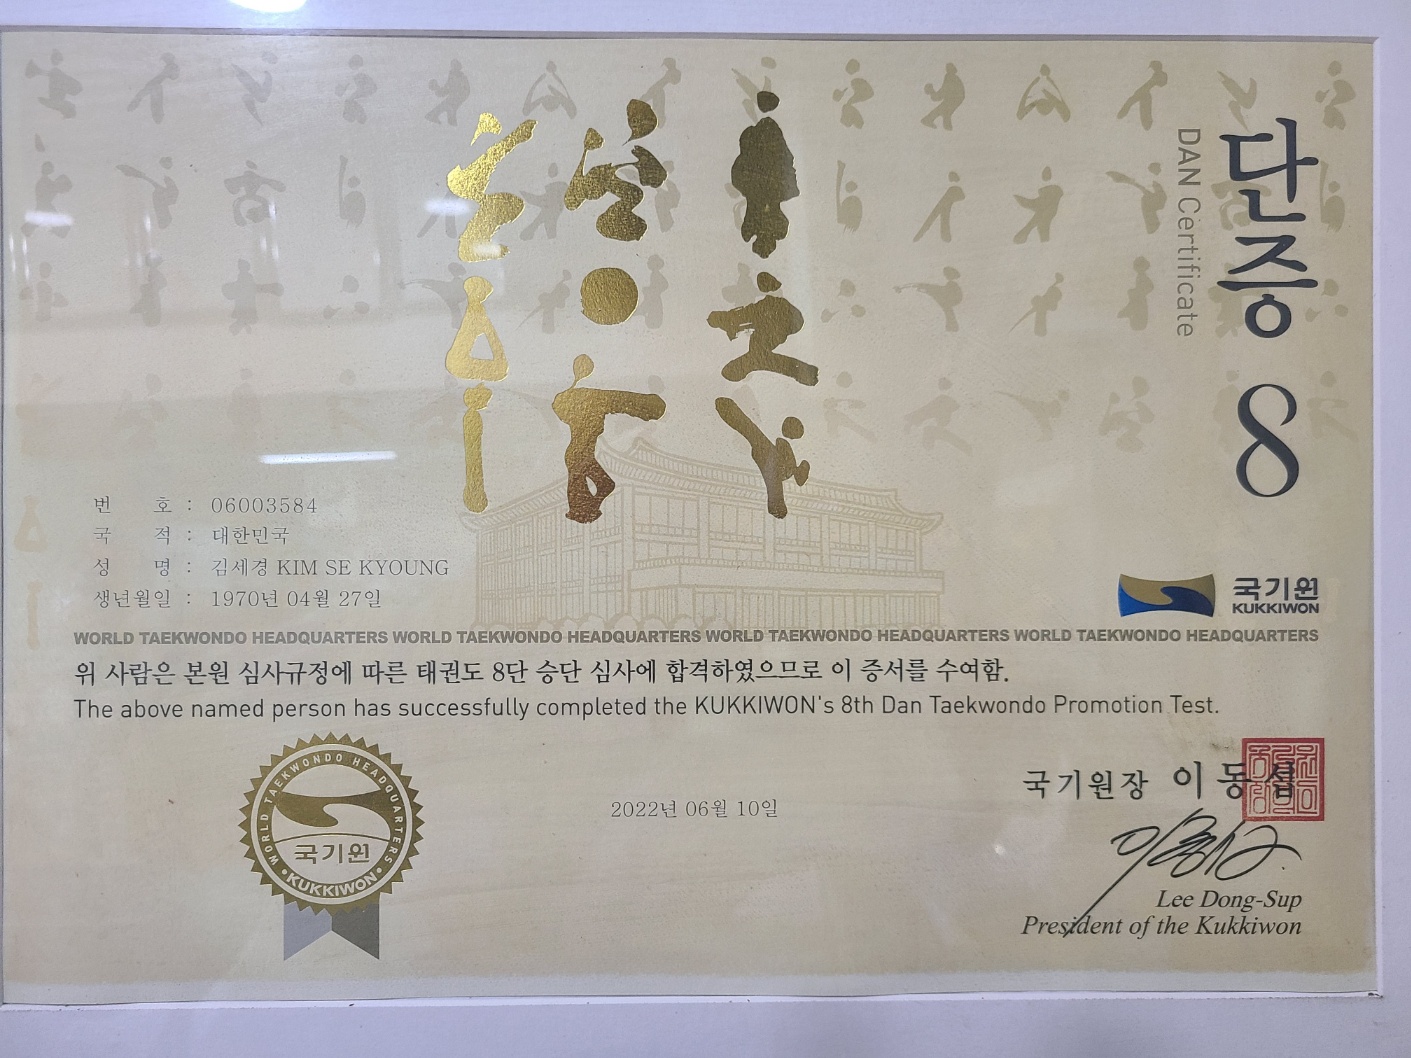 단증 8
DAN Certificate
번 호 : 06003584
국 적 : 대한민국
성 명 : 김세경 KIM SE KYOUNG
생년월일 : 1970년 04월 27일
국기원
KUKKIWON
WORLD TAEKWONDO HEADQUARTERS WORLD TAEKWONDO HEADQUARTERS WORLD TAEKWONDO HEADQUARTERS WORLD TAEKWONDO HEADQUARTERS
위 사람은 본원 심사규정에 따른 태권도 8단 승단 심사에 합격하였으므로 이 증서를 수여함.
The above named person has successfully completed the KUKKIWON's 8th Dan Taekwondo Promotion Test.
WORLD TAEKWONDO HEADQUARTERS
국기원
KUKKIWON
2022년 06월 10일
국기원장 이동섭
Lee Dong-Sup
President of the Kukkiwon